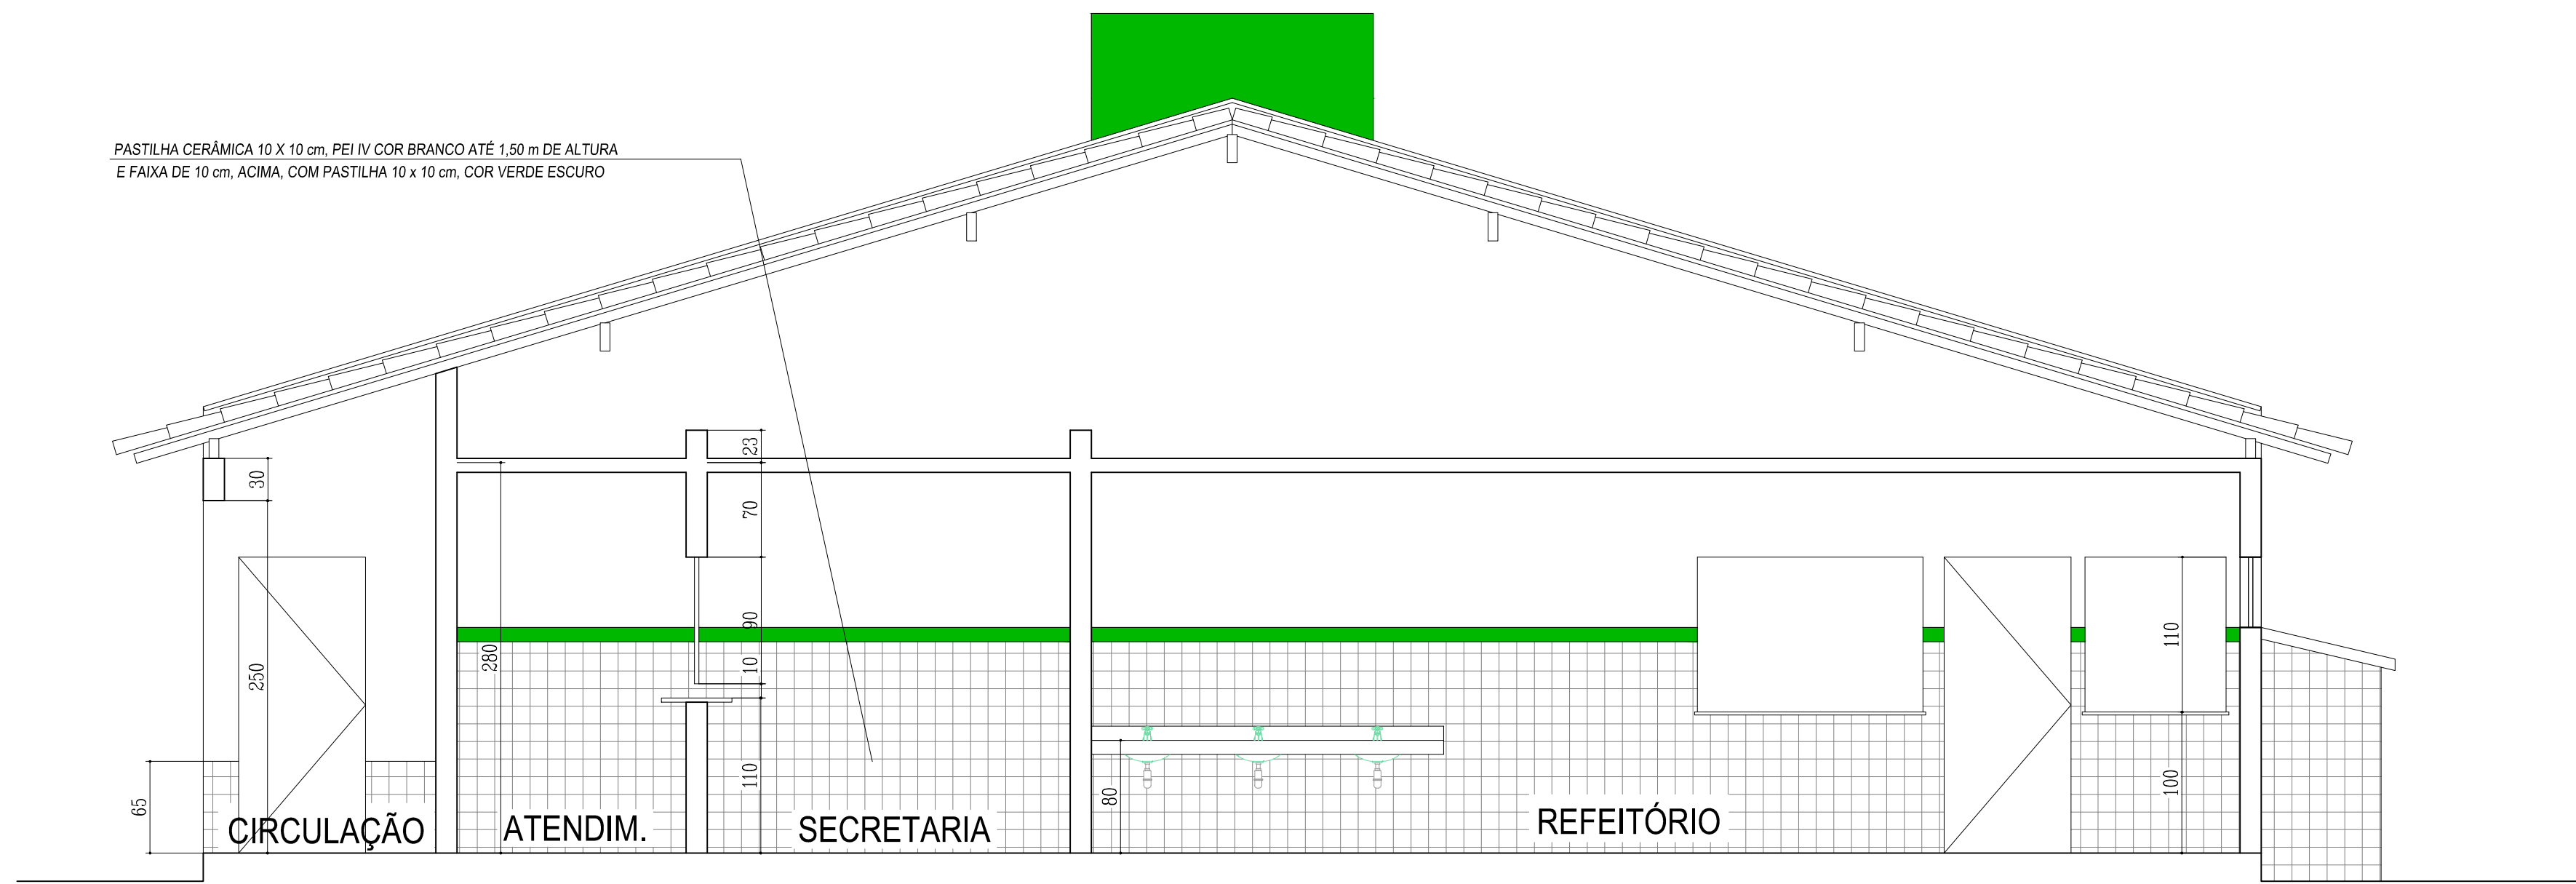 PASTILHA CERÂMICA 10 X 10 cm, PEI IV COR BRANCO ATÉ 1,50 m DE ALTURA
E FAIXA DE 10 cm, ACIMA, COM PASTILHA 10 x 10 cm, COR VERDE ESCURO
23
30
70
90
280
250
10
110
110
65
80
100
CIRCULAÇÃO
ATENDIM.
SECRETARIA
REFEITÓRIO